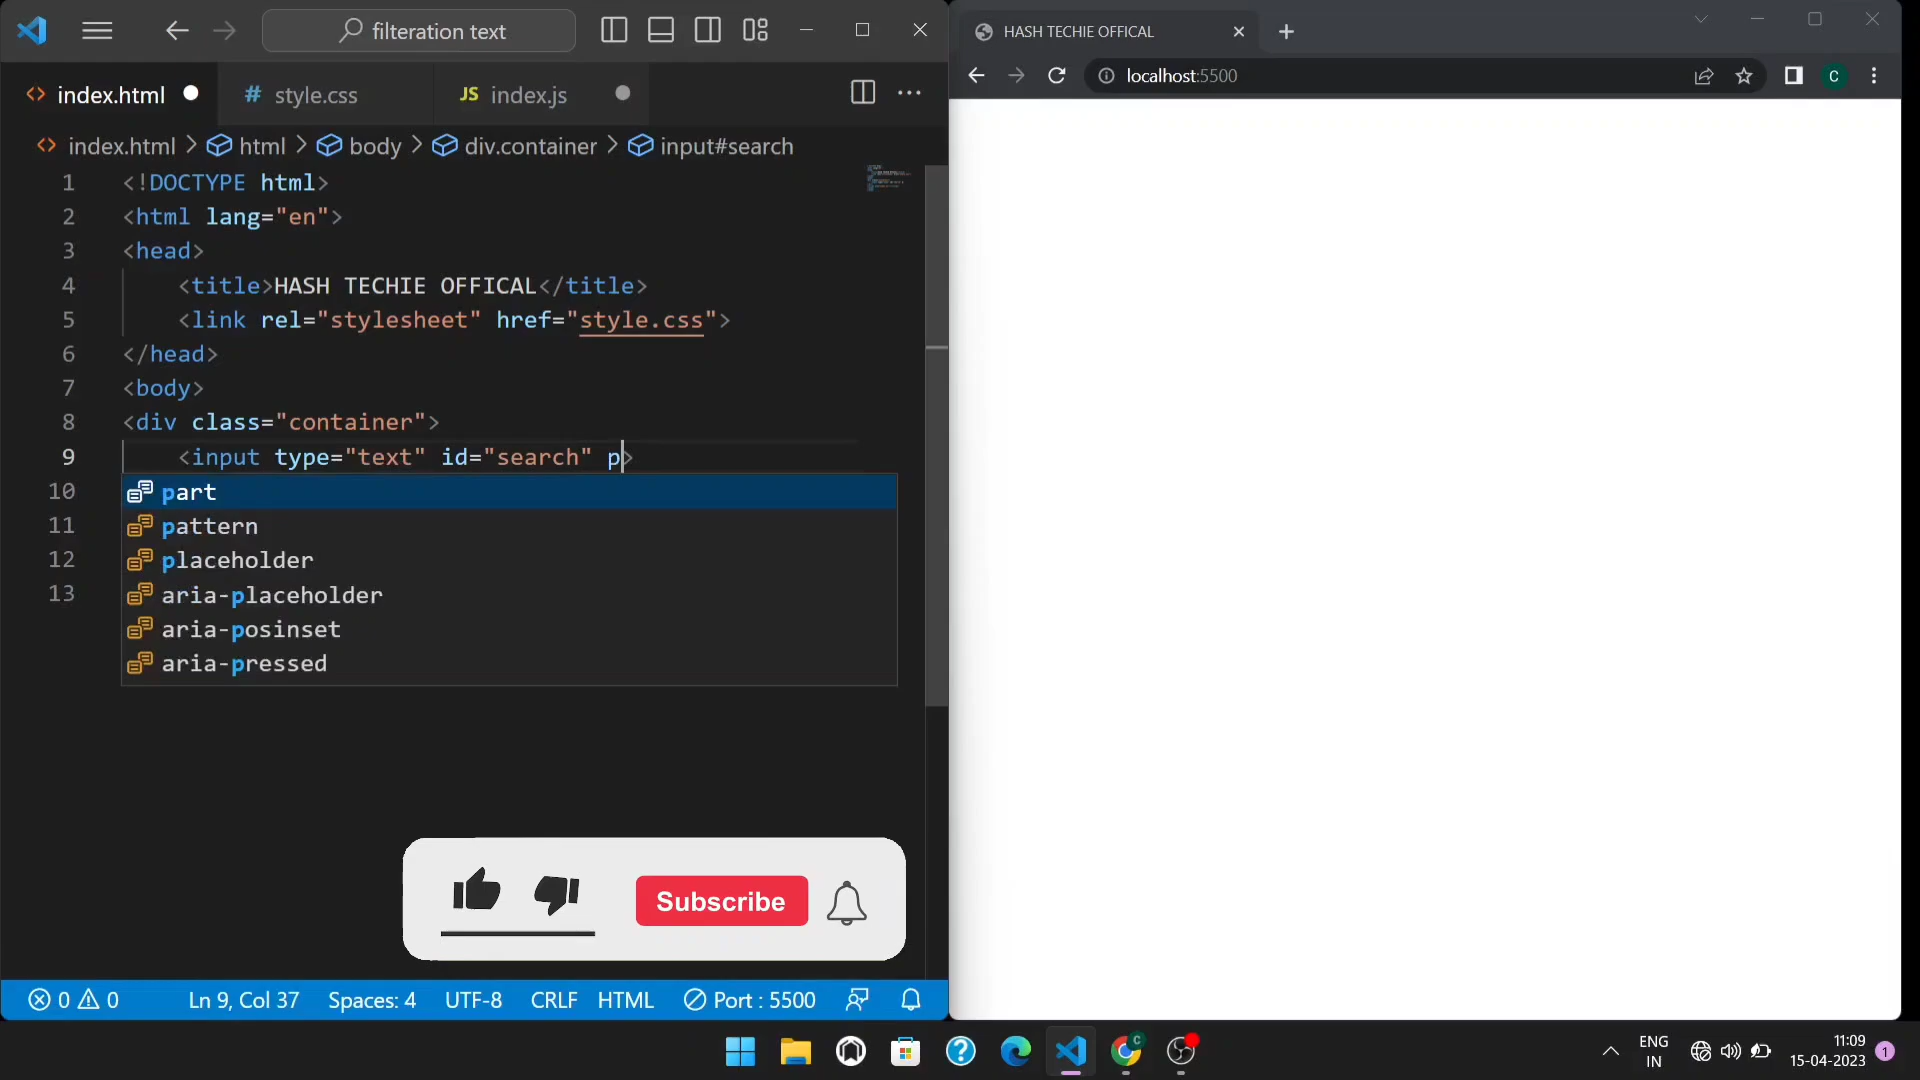 filteration text
index.html
# style.css
JS index.js
index.html > html > body > div.container > input#search
1 <!DOCTYPE html>
2 <html lang="en">
3 <head>
4 <title>HASH TECHIE OFFICAL</title>
5 <link rel="stylesheet" href="style.css">
6 </head>
7 <body>
8 <div class="container">
9 <input type="text" id="search" p>
10
11
12
13
part
pattern
placeholder
aria-placeholder
aria-posinset
aria-pressed
Subscribe
0 0 Ln 9, Col 37 Spaces: 4 UTF-8 CRLF HTML Port : 5500
HASH TECHIE OFFICAL
localhost:5500
C
C
ENG
IN
11:09
15-04-2023
1